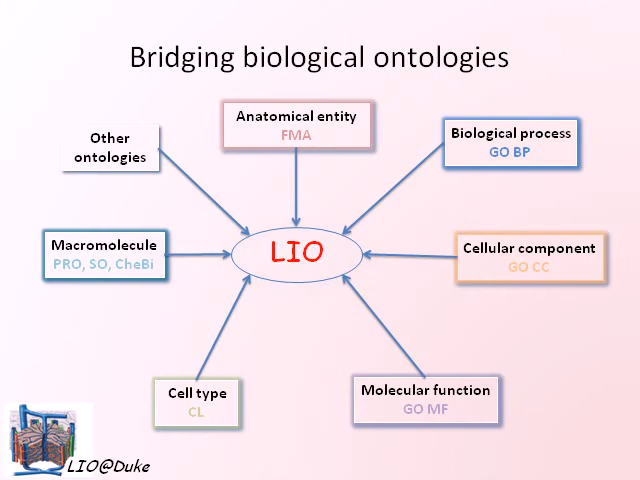 Bridging biological ontologies
Anatomical entity
FMA
Other
ontologies
Biological process
GO BP
LIO
Macromolecule
PRO, SO, CheBi
Cellular component
GO CC
Cell type
CL
Molecular function
GO MF
LIO@Duke